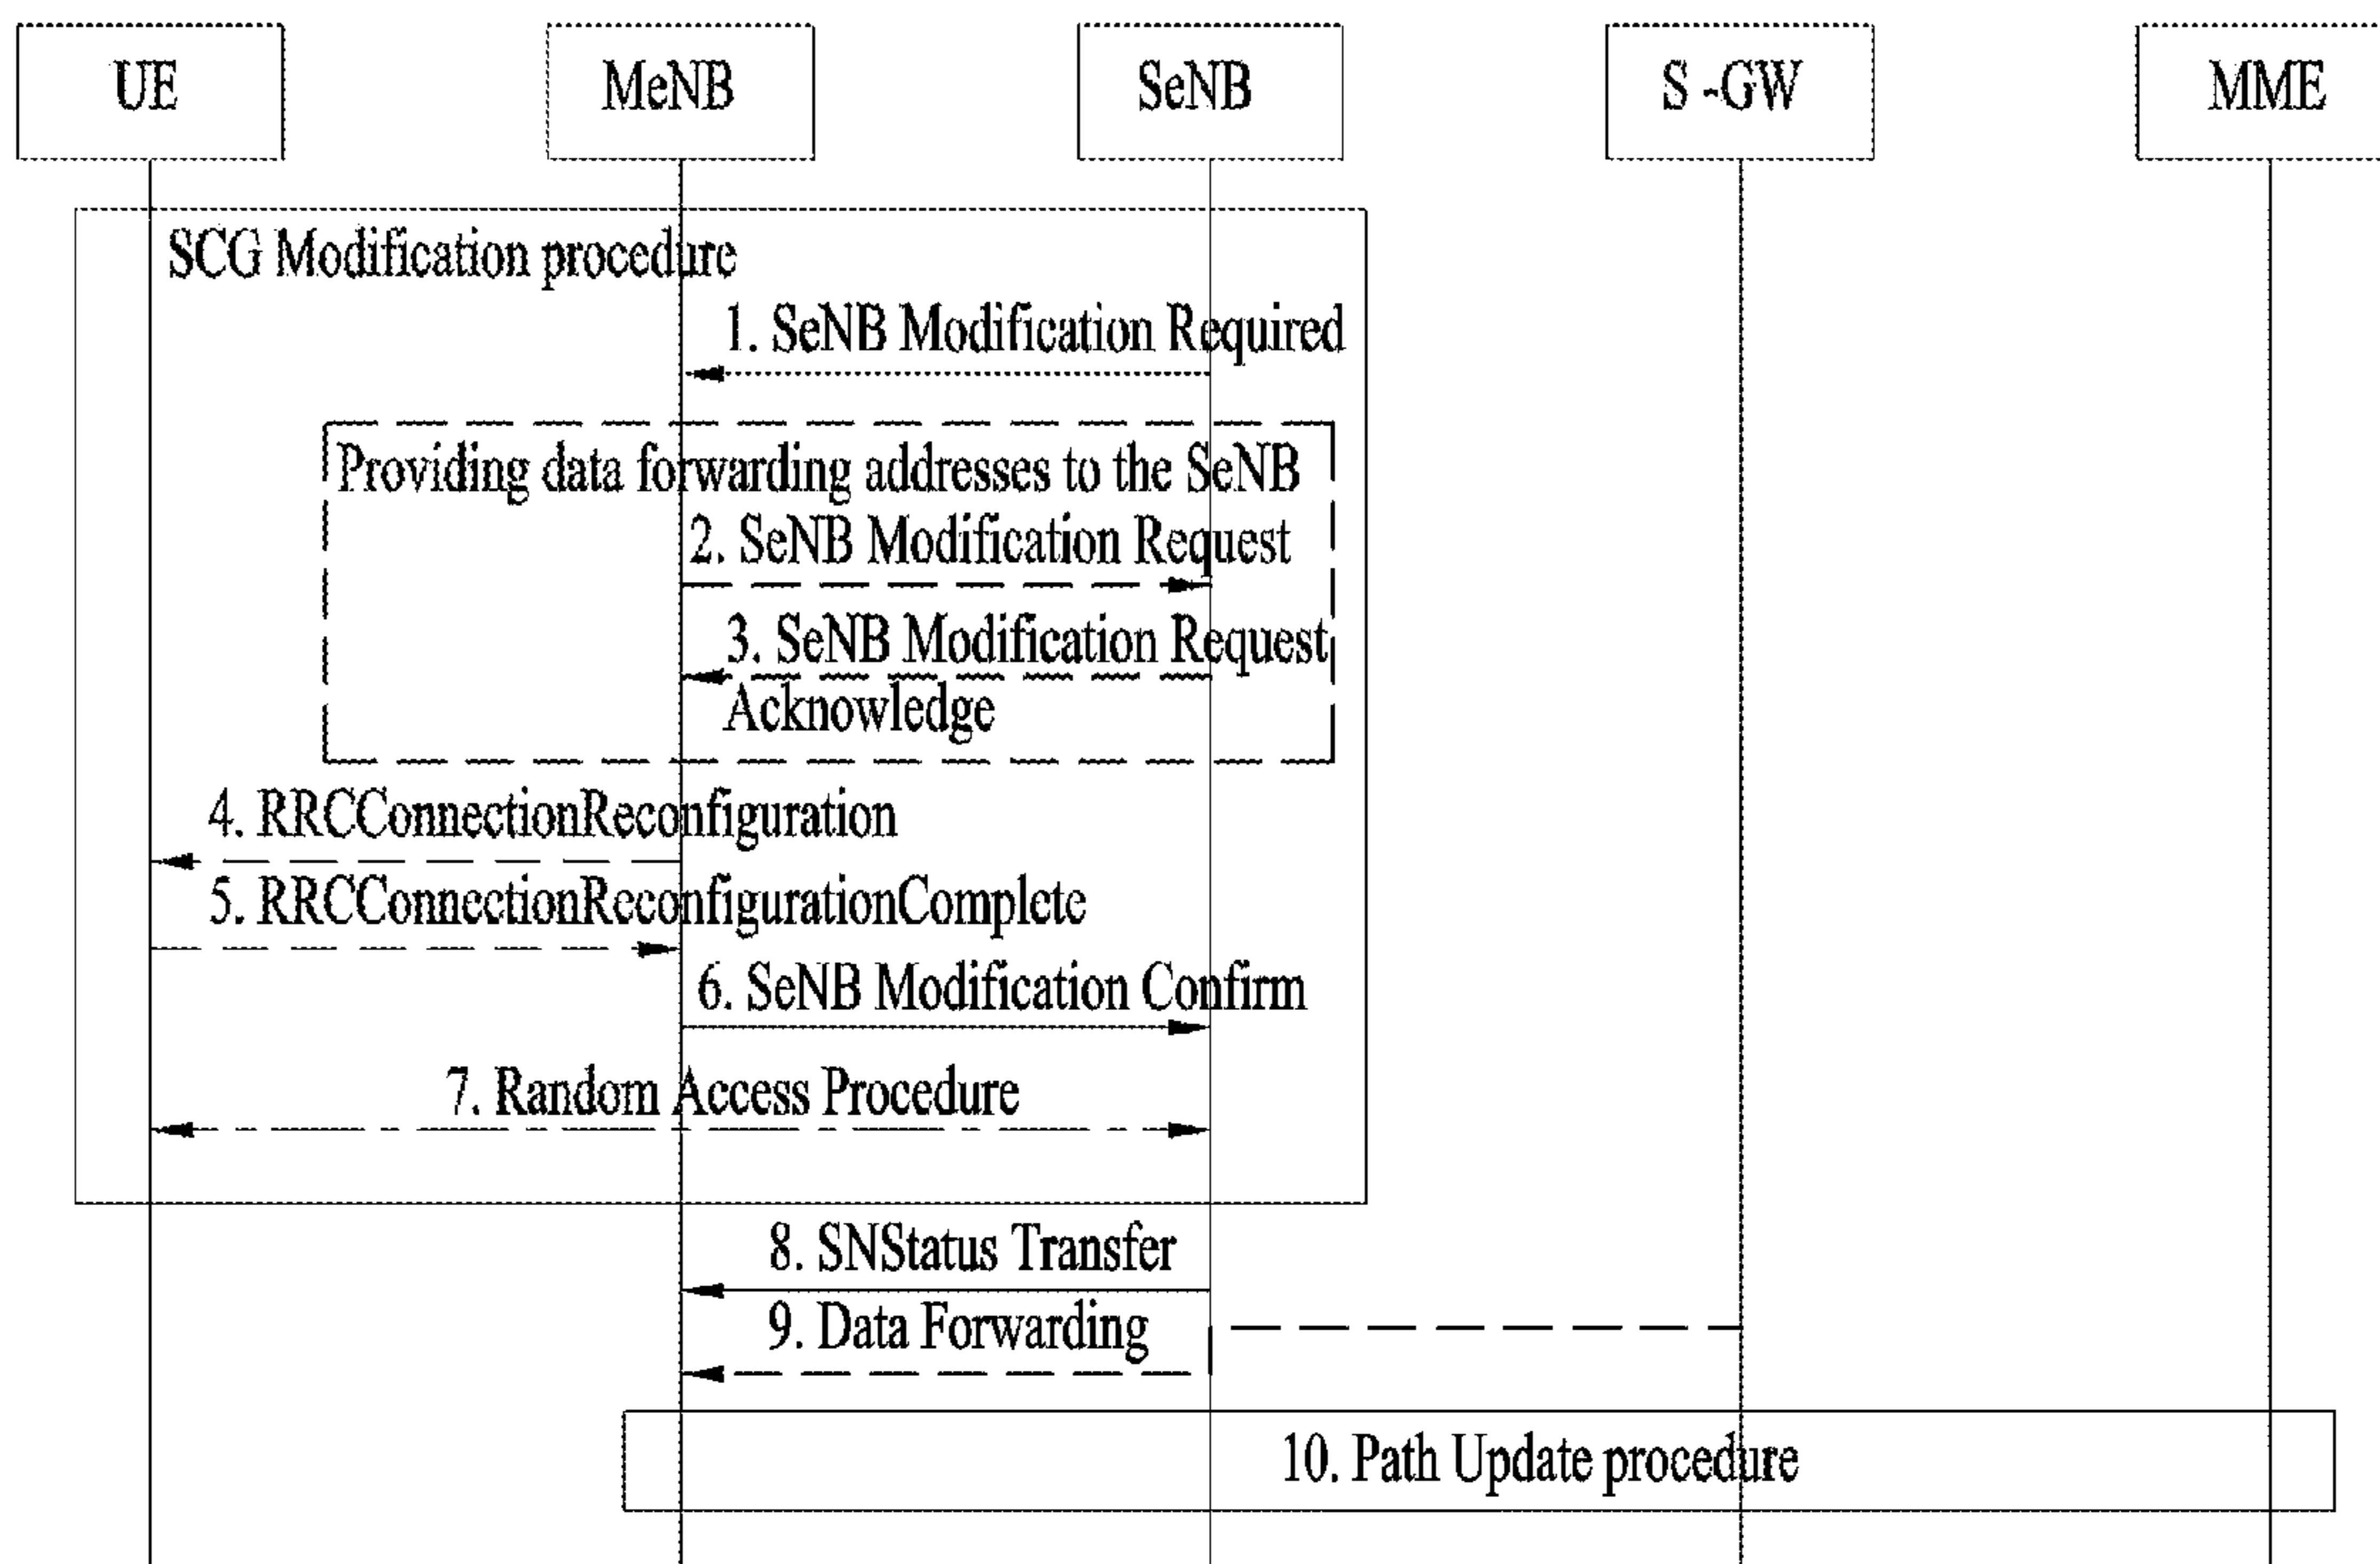 UE
MeNB
SeNB
S -GW
MME
SCG Modification procedure
1. SeNB Modification Required
Providing data forwarding addresses to the SeNB
2. SeNB Modification Request
3. SeNB Modification Request
Acknowledge
4. RRCConnectionReconfiguration
5. RRCConnectionReconfigurationComplete
6. SeNB Modification Confirm
7. Random Access Procedure
8. SNStatus Transfer
9. Data Forwarding
10. Path Update procedure